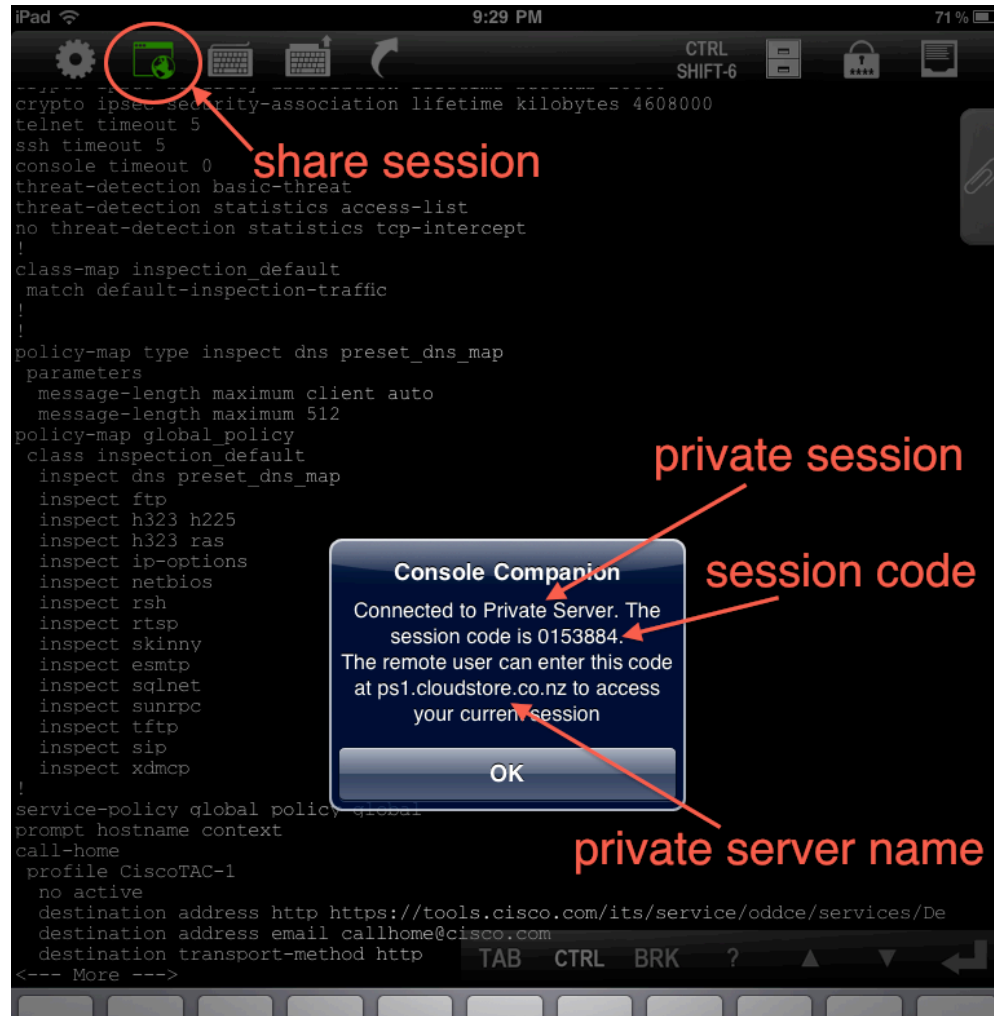 iPad 9:29 PM 71 %
CTRL
SHIFT-6
crypto ipsec security-association lifetime kilobytes 4608000
telnet timeout 5
ssh timeout 5
console timeout 0
share session
threat-detection basic-threat
threat-detection statistics access-list
no threat-detection statistics tcp-intercept
!
class-map inspection_default
match default-inspection-traffic
!
!
policy-map type inspect dns preset_dns_map
parameters
message-length maximum client auto
message-length maximum 512
policy-map global_policy
class inspection_default
inspect dns preset_dns_map
inspect ftp
inspect h323 h225
inspect h323 ras
inspect ip-options
inspect netbios
inspect rsh
inspect rtsp
inspect skinny
inspect esmtp
inspect sqlnet
inspect sunrpc
inspect tftp
inspect sip
inspect xdmcp
!
private session
session code
Console Companion
Connected to Private Server. The
session code is 0153884.
The remote user can enter this code
at ps1.cloudstore.co.nz to access
your current session
OK
private server name
service-policy global_policy global
prompt hostname context
call-home
profile CiscoTAC-1
no active
destination address http https://tools.cisco.com/its/service/oddce/services/De
destination address email callhome@cisco.com
destination transport-method http
<--- More --->
TAB CTRL BRK ?